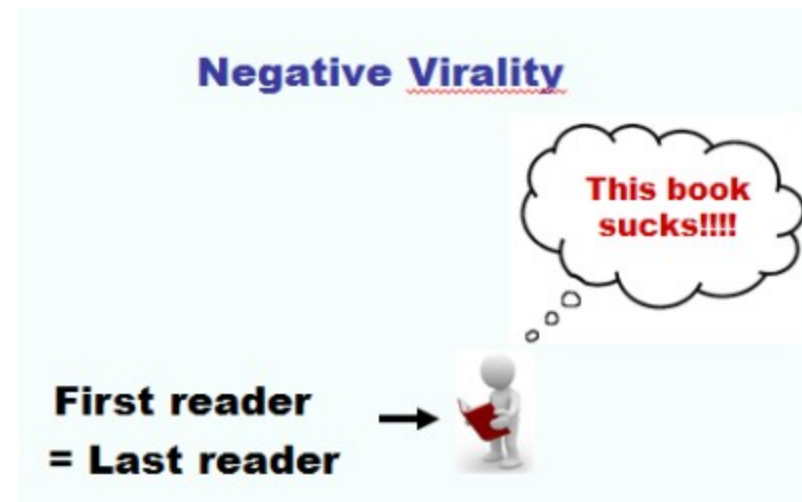 Negative Virality
This book
sucks!!!!
First reader
= Last reader